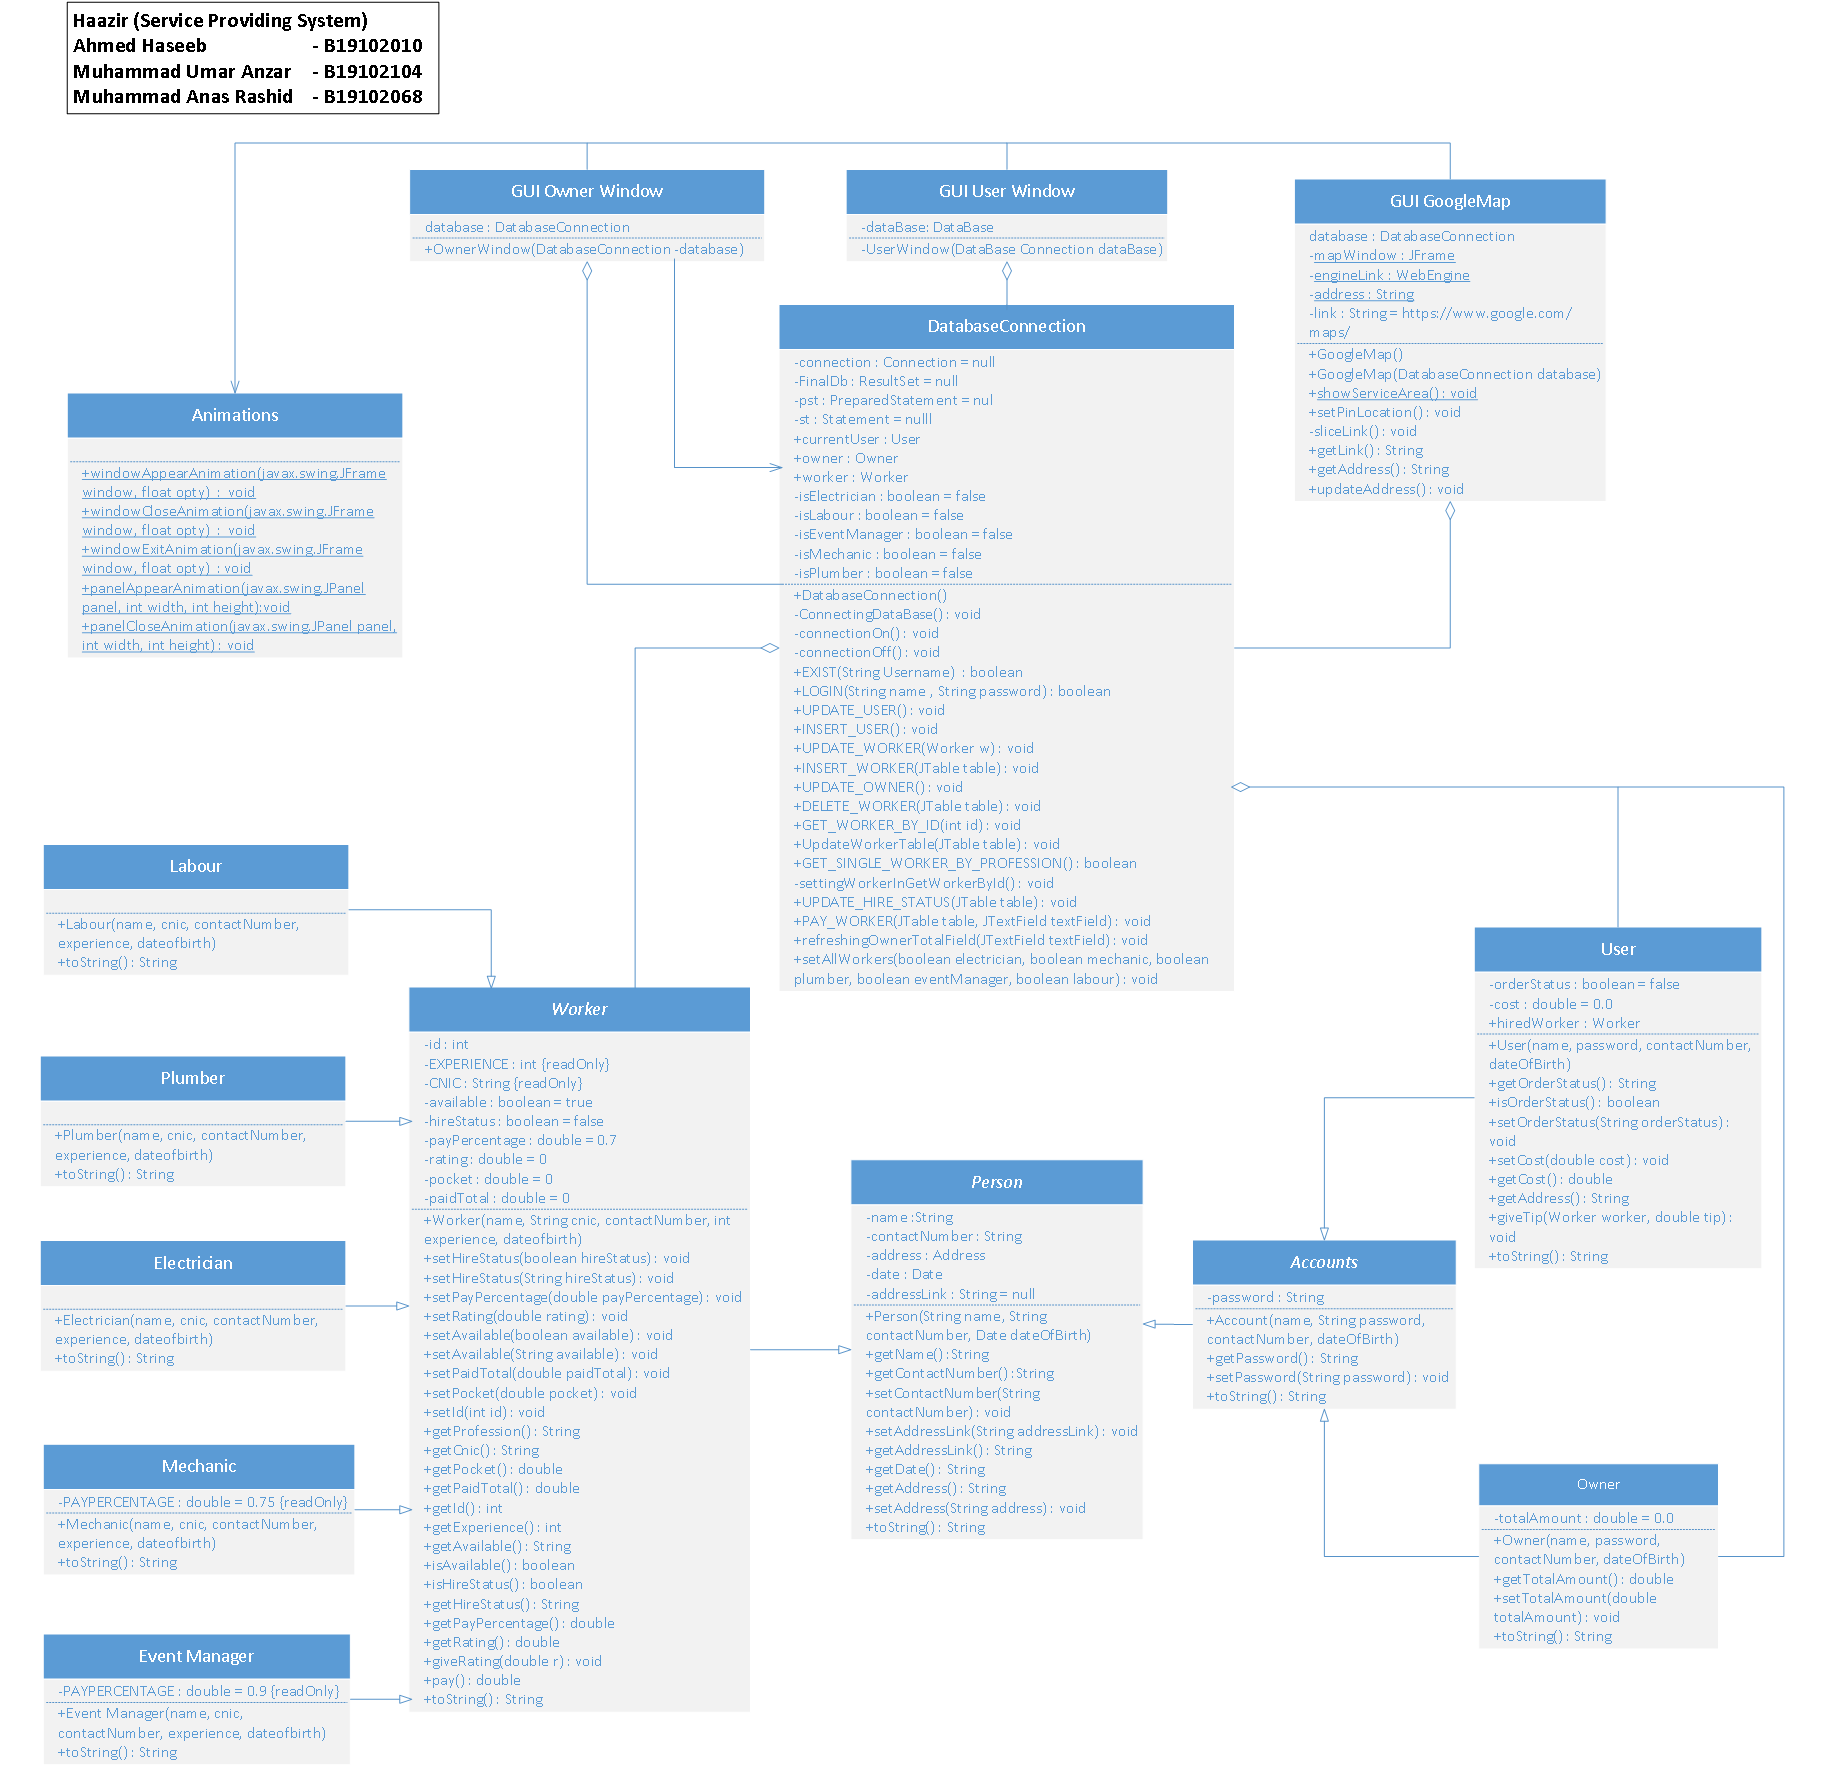 Haazir (Service Providing System)
Ahmed Haseeb - B19102010
Muhammad Umar Anzar - B19102104
Muhammad Anas Rashid - B19102068
GUI Owner Window
database : DatabaseConnection
+OwnerWindow(DatabaseConnection -database)
GUI User Window
-dataBase: DataBase
-UserWindow(DataBase Connection dataBase)
GUI GoogleMap
database : DatabaseConnection
-mapWindow : JFrame
-engineLink : WebEngine
-address : String
-link : String = https://www.google.com/
maps/
+GoogleMap()
+GoogleMap(DatabaseConnection database)
+showServiceArea() : void
+setPinLocation() : void
-sliceLink() : void
+getLink() : String
+getAddress() : String
+updateAddress() : void
DatabaseConnection
-connection : Connection = null
-FinalDb : ResultSet = null
-pst : PreparedStatement = nul
-st : Statement = nulll
+currentUser : User
+owner : Owner
+worker : Worker
-isElectrician : boolean = false
-isLabour : boolean = false
-isEventManager : boolean = false
-isMechanic : boolean = false
-isPlumber : boolean = false
+DatabaseConnection()
-ConnectingDataBase() : void
-connectionOn() : void
-connectionOff() : void
+EXIST(String Username) : boolean
+LOGIN(String name , String password) : boolean
+UPDATE_USER() : void
+INSERT_USER() : void
+UPDATE_WORKER(Worker w) : void
+INSERT_WORKER(JTable table) : void
+UPDATE_OWNER() : void
+DELETE_WORKER(JTable table) : void
+GET_WORKER_BY_ID(int id) : void
+UpdateWorkerTable(JTable table) : void
+GET_SINGLE_WORKER_BY_PROFESSION() : boolean
-settingWorkerInGetWorkerById() : void
+UPDATE_HIRE_STATUS(JTable table) : void
+PAY_WORKER(JTable table, JTextField textField) : void
+refreshingOwnerTotalField(JTextField textField) : void
+setAllWorkers(boolean electrician, boolean mechanic, boolean
plumber, boolean eventManager, boolean labour) : void
Animations
+windowAppearAnimation(javax.swing.JFrame
window, float opty) : void
+windowCloseAnimation(javax.swing.JFrame
window, float opty) : void
+windowExitAnimation(javax.swing.JFrame
window, float opty) : void
+panelAppearAnimation(javax.swing.JPanel
panel, int width, int height):void
+panelCloseAnimation(javax.swing.JPanel panel,
int width, int height) : void
Labour
+Labour(name, cnic, contactNumber,
experience, dateofbirth)
+toString() : String
Plumber
+Plumber(name, cnic, contactNumber,
experience, dateofbirth)
+toString() : String
Electrician
+Electrician(name, cnic, contactNumber,
experience, dateofbirth)
+toString() : String
Mechanic
-PAYPERCENTAGE : double = 0.75 {readOnly}
+Mechanic(name, cnic, contactNumber,
experience, dateofbirth)
+toString() : String
Event Manager
-PAYPERCENTAGE : double = 0.9 {readOnly}
+Event Manager(name, cnic,
contactNumber, experience, dateofbirth)
+toString() : String
Worker
-id : int
-EXPERIENCE : int {readOnly}
-CNIC : String {readOnly}
-available : boolean = true
-hireStatus : boolean = false
-payPercentage : double = 0.7
-rating : double = 0
-pocket : double = 0
-paidTotal : double = 0
+Worker(name, String cnic, contactNumber, int
experience, dateofbirth)
+setHireStatus(boolean hireStatus) : void
+setHireStatus(String hireStatus) : void
+setPayPercentage(double payPercentage) : void
+setRating(double rating) : void
+setAvailable(boolean available) : void
+setAvailable(String available) : void
+setPaidTotal(double paidTotal) : void
+setPocket(double pocket) : void
+setId(int id) : void
+getProfession() : String
+getCnic() : String
+getPocket() : double
+getPaidTotal() : double
+getId() : int
+getExperience() : int
+getAvailable() : String
+isAvailable() : boolean
+isHireStatus() : boolean
+getHireStatus() : String
+getPayPercentage() : double
+getRating() : double
+giveRating(double r) : void
+pay() : double
+toString() : String
Person
-name :String
-contactNumber : String
-address : Address
-date : Date
-addressLink : String = null
+Person(String name, String
contactNumber, Date dateOfBirth)
+getName() : String
+getContactNumber() : String
+setContactNumber(String
contactNumber) : void
+setAddressLink(String addressLink) : void
+getAddressLink() : String
+getDate() : String
+getAddress() : String
+setAddress(String address) : void
+toString() : String
Accounts
-password : String
+Account(name, String password,
contactNumber, dateOfBirth)
+getPassword() : String
+setPassword(String password) : void
+toString() : String
User
-orderStatus : boolean = false
-cost : double = 0.0
+hiredWorker : Worker
+User(name, password, contactNumber,
dateOfBirth)
+getOrderStatus() : String
+isOrderStatus() : boolean
+setOrderStatus(String orderStatus) :
void
+setCost(double cost) : void
+getCost() : double
+getAddress() : String
+giveTip(Worker worker, double tip) :
void
+toString() : String
Owner
-totalAmount : double = 0.0
+Owner(name, password,
contactNumber, dateOfBirth)
+getTotalAmount() : double
+setTotalAmount(double
totalAmount) : void
+toString() : String